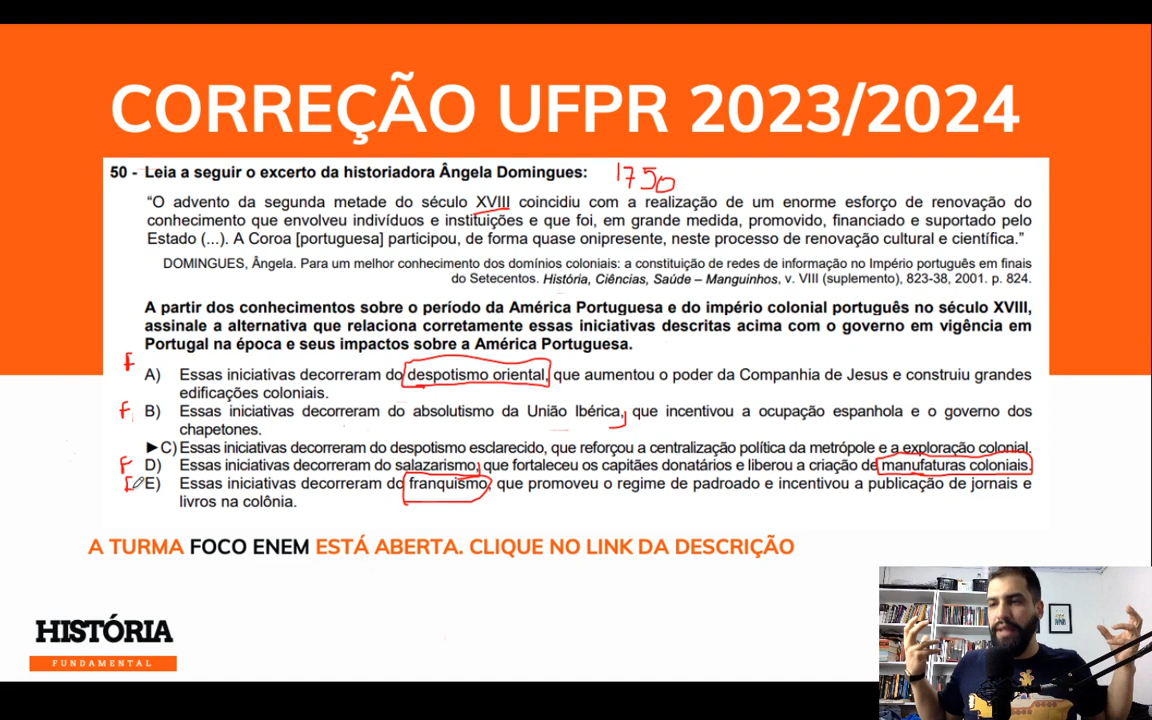 CORREÇÃO UFPR 2023/2024
50 - Leia a seguir o excerto da historiadora Ângela Domingues: 1750
“O advento da segunda metade do século XVIII coincidiu com a realização de um enorme esforço de renovação do
conhecimento que envolveu indivíduos e instituições e que foi, em grande medida, promovido, financiado e suportado pelo
Estado (...). A Coroa [portuguesa] participou, de forma quase onipresente, neste processo de renovação cultural e científica.”
DOMINGUES, Ângela. Para um melhor conhecimento dos domínios coloniais: a constituição de redes de informação no Império português em finais
do Setecentos. História, Ciências, Saúde – Manguinhos, v. VIII (suplemento), 823-38, 2001. p. 824.
A partir dos conhecimentos sobre o período da América Portuguesa e do império colonial português no século XVIII,
assinale a alternativa que relaciona corretamente essas iniciativas descritas acima com o governo em vigência em
Portugal na época e seus impactos sobre a América Portuguesa.
F A) Essas iniciativas decorreram do despotismo oriental, que aumentou o poder da Companhia de Jesus e construiu grandes
edificações coloniais.
F B) Essas iniciativas decorreram do absolutismo da União Ibérica, que incentivou a ocupação espanhola e o governo dos
chapetones.
►C) Essas iniciativas decorreram do despotismo esclarecido, que reforçou a centralização política da metrópole e a exploração colonial.
F D) Essas iniciativas decorreram do salazarismo, que fortaleceu os capitães donatários e liberou a criação de manufaturas coloniais.
E) Essas iniciativas decorreram do franquismo, que promoveu o regime de padroado e incentivou a publicação de jornais e
livros na colônia.
A TURMA FOCO ENEM ESTÁ ABERTA. CLIQUE NO LINK DA DESCRIÇÃO
HISTÓRIA
FUNDAMENTAL